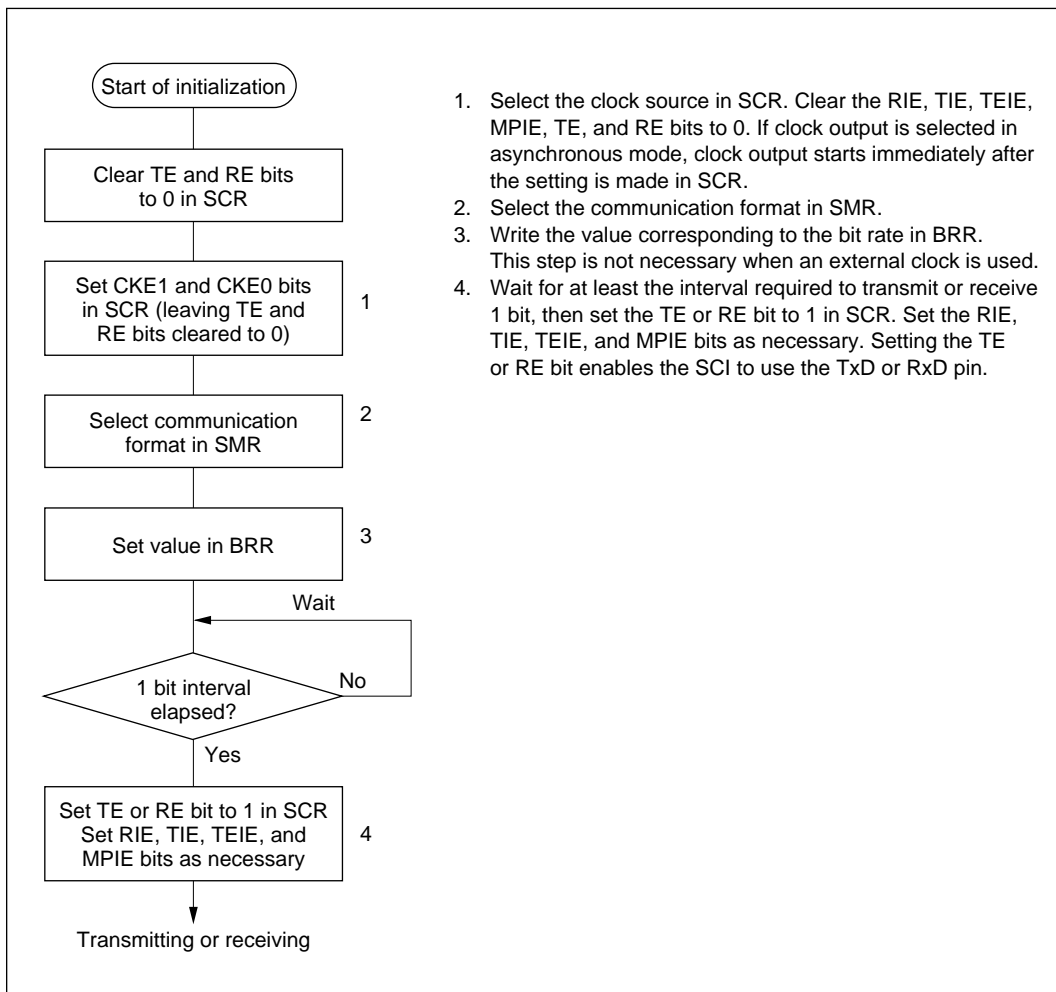 Start of initialization
Clear TE and RE bits
to 0 in SCR
Set CKE1 and CKE0 bits
in SCR (leaving TE and
RE bits cleared to 0)
1
Select communication
format in SMR
2
Set value in BRR
3
Wait
1 bit interval
elapsed?
No
Yes
Set TE or RE bit to 1 in SCR
Set RIE, TIE, TEIE, and
MPIE bits as necessary
4
Transmitting or receiving
1. Select the clock source in SCR. Clear the RIE, TIE, TEIE,
MPIE, TE, and RE bits to 0. If clock output is selected in
asynchronous mode, clock output starts immediately after
the setting is made in SCR.
2. Select the communication format in SMR.
3. Write the value corresponding to the bit rate in BRR.
This step is not necessary when an external clock is used.
4. Wait for at least the interval required to transmit or receive
1 bit, then set the TE or RE bit to 1 in SCR. Set the RIE,
TIE, TEIE, and MPIE bits as necessary. Setting the TE
or RE bit enables the SCI to use the TxD or RxD pin.